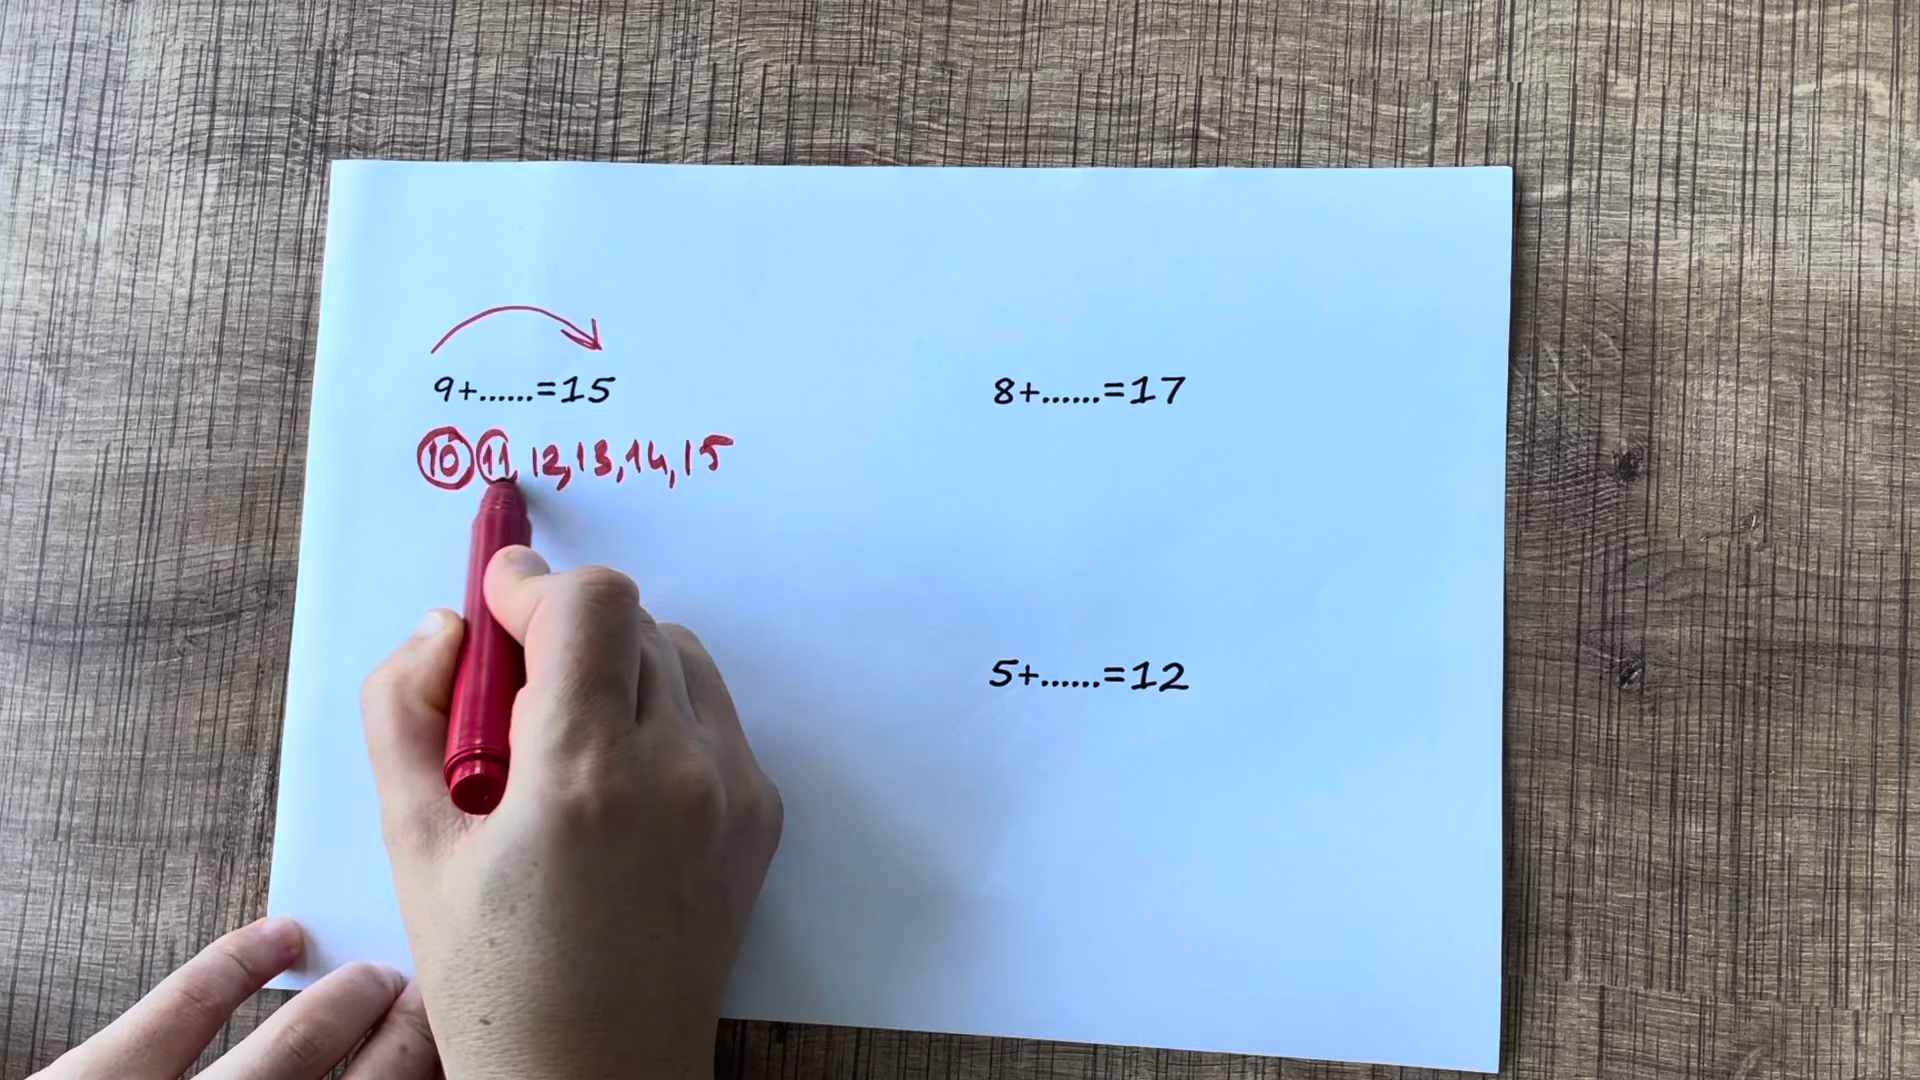 9+......=15
10 11, 12, 13, 14, 15
8+......=17
5+......=12